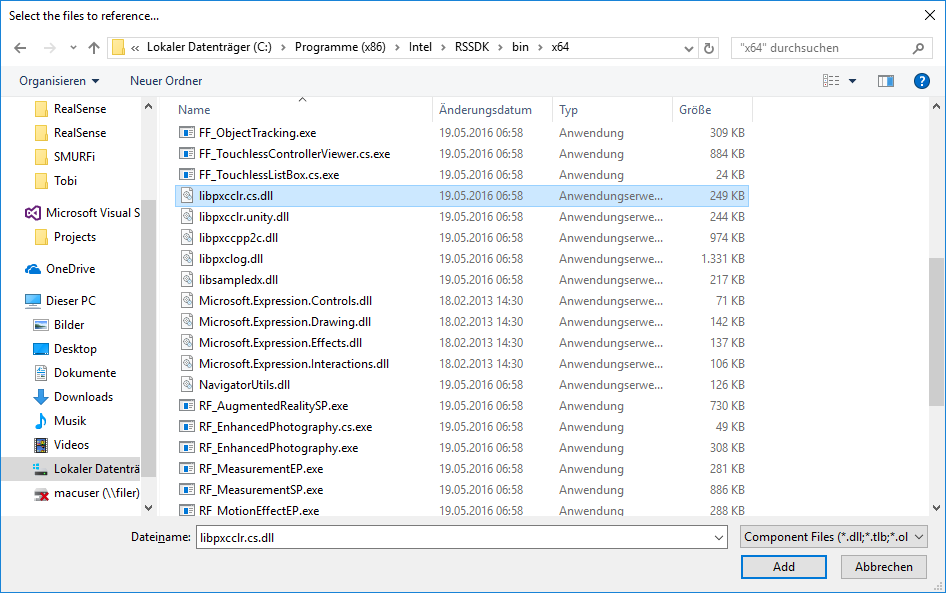 Select the files to reference...
« Lokaler Datenträger (C:) › Programme (x86) › Intel › RSSDK › bin › x64
"x64" durchsuchen
Organisieren Neuer Ordner
RealSense
RealSense
SMURFi
Tobi
Microsoft Visual S
Projects
OneDrive
Dieser PC
Bilder
Desktop
Dokumente
Downloads
Musik
Videos
Lokaler Datenträ
macuser (\\filer)
Name Änderungsdatum Typ Größe
FF_ObjectTracking.exe 19.05.2016 06:58 Anwendung 309 KB
FF_TouchlessControllerViewer.cs.exe 19.05.2016 06:58 Anwendung 884 KB
FF_TouchlessListBox.cs.exe 19.05.2016 06:58 Anwendung 24 KB
libpxcclr.cs.dll 19.05.2016 06:58 Anwendungserwe... 249 KB
libpxcclr.unity.dll 19.05.2016 06:58 Anwendungserwe... 244 KB
libpxccpp2c.dll 19.05.2016 06:58 Anwendungserwe... 974 KB
libpxclog.dll 19.05.2016 06:58 Anwendungserwe... 1.331 KB
libsampledx.dll 19.05.2016 06:58 Anwendungserwe... 217 KB
Microsoft.Expression.Controls.dll 18.02.2013 14:30 Anwendungserwe... 71 KB
Microsoft.Expression.Drawing.dll 18.02.2013 14:30 Anwendungserwe... 142 KB
Microsoft.Expression.Effects.dll 18.02.2013 14:30 Anwendungserwe... 137 KB
Microsoft.Expression.Interactions.dll 18.02.2013 14:30 Anwendungserwe... 106 KB
NavigatorUtils.dll 19.05.2016 06:58 Anwendungserwe... 126 KB
RF_AugmentedRealitySP.exe 19.05.2016 06:58 Anwendung 730 KB
RF_EnhancedPhotography.cs.exe 19.05.2016 06:58 Anwendung 49 KB
RF_EnhancedPhotography.exe 19.05.2016 06:58 Anwendung 308 KB
RF_MeasurementEP.exe 19.05.2016 06:58 Anwendung 281 KB
RF_MeasurementSP.exe 19.05.2016 06:58 Anwendung 886 KB
RF_MotionEffectEP.exe 19.05.2016 06:58 Anwendung 288 KB
Dateiname: libpxcclr.cs.dll Component Files (*.dll;*.tlb;*.ol
Add Abbrechen